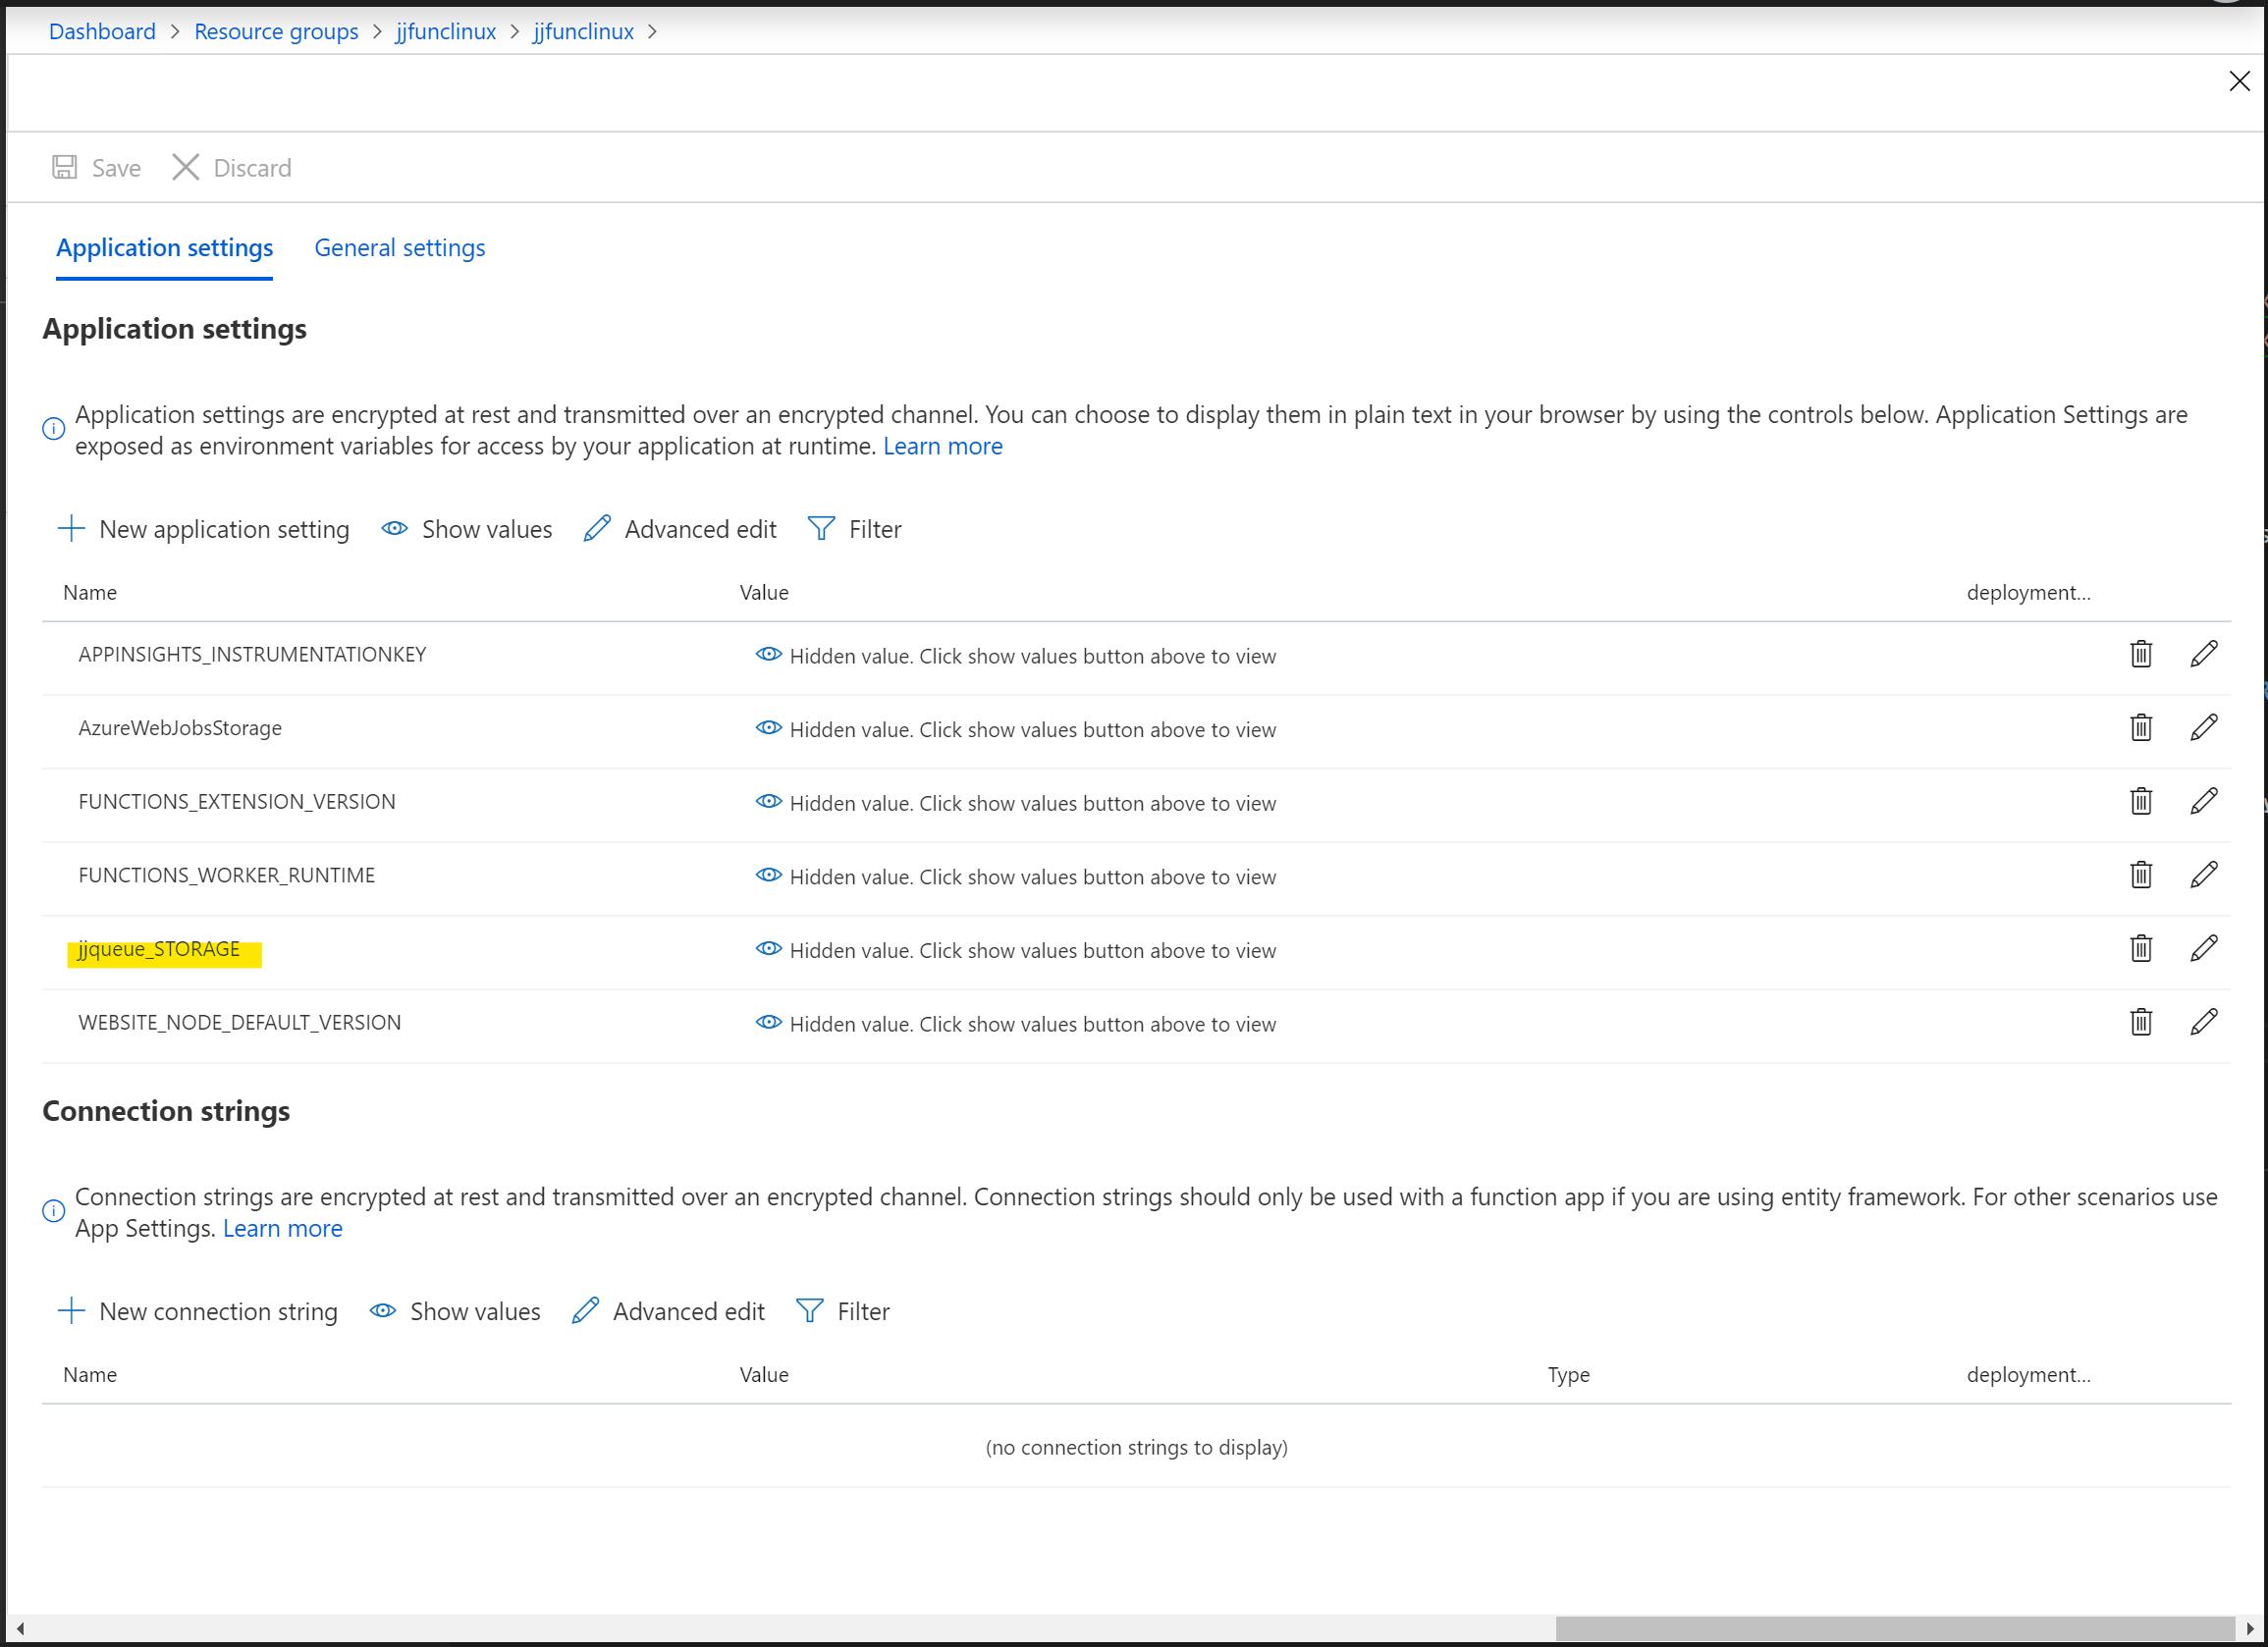 Dashboard > Resource groups > jjfunclinux > jjfunclinux >
Save Discard
Application settings General settings
Application settings
Application settings are encrypted at rest and transmitted over an encrypted channel. You can choose to display them in plain text in your browser by using the controls below. Application Settings are
exposed as environment variables for access by your application at runtime. Learn more
New application setting Show values Advanced edit Filter
Name Value deployment...
APPINSIGHTS_INSTRUMENTATIONKEY Hidden value. Click show values button above to view
AzureWebJobsStorage Hidden value. Click show values button above to view
FUNCTIONS_EXTENSION_VERSION Hidden value. Click show values button above to view
FUNCTIONS_WORKER_RUNTIME Hidden value. Click show values button above to view
jjqueue_STORAGE Hidden value. Click show values button above to view
WEBSITE_NODE_DEFAULT_VERSION Hidden value. Click show values button above to view
Connection strings
Connection strings are encrypted at rest and transmitted over an encrypted channel. Connection strings should only be used with a function app if you are using entity framework. For other scenarios use
App Settings. Learn more
New connection string Show values Advanced edit Filter
Name Value Type deployment...
(no connection strings to display)